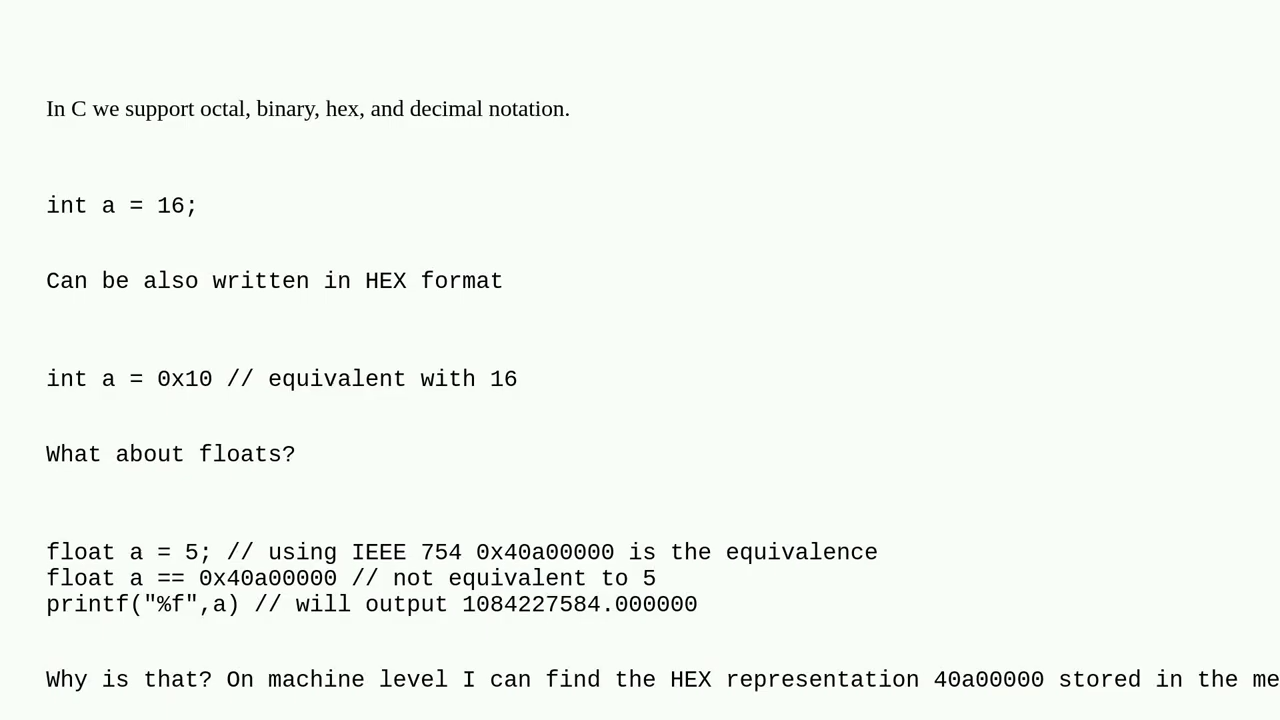 In C we support octal, binary, hex, and decimal notation.
int a = 16;
Can be also written in HEX format
int a = 0x10 // equivalent with 16
What about floats?
float a = 5; // using IEEE 754 0x40a00000 is the equivalence
float a == 0x40a00000 // not equivalent to 5
printf("%f",a) // will output 1084227584.000000
Why is that? On machine level I can find the HEX representation 40a00000 stored in the me